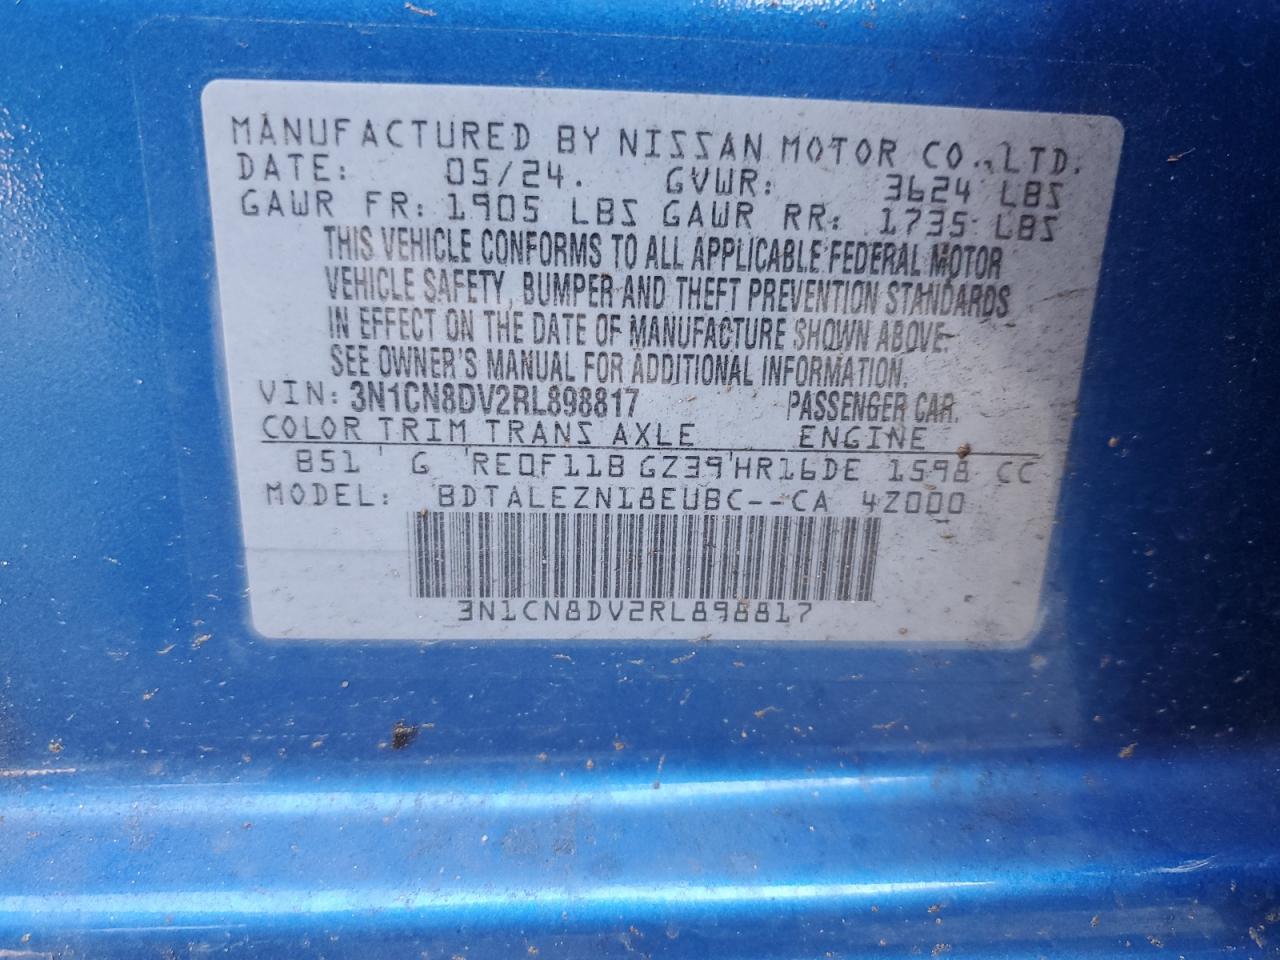 MANUFACTURED BY NISSAN MOTOR CO., LTD.
DATE: 05/24. GVWR: 3624 LBS
GAWR FR: 1905 LBS GAWR RR: 1735 LBS
THIS VEHICLE CONFORMS TO ALL APPLICABLE FEDERAL MOTOR
VEHICLE SAFETY, BUMPER AND THEFT PREVENTION STANDARDS
IN EFFECT ON THE DATE OF MANUFACTURE SHOWN ABOVE.
SEE OWNER'S MANUAL FOR ADDITIONAL INFORMATION.
VIN: 3N1CN8DV2RL898817 PASSENGER CAR.
COLOR TRIM TRANS AXLE ENGINE
B51 G RE0F11B GZ39 HR16DE 1598 CC
MODEL: BDTALEZN18EUBC--CA 4Z000
3N1CN8DV2RL898817